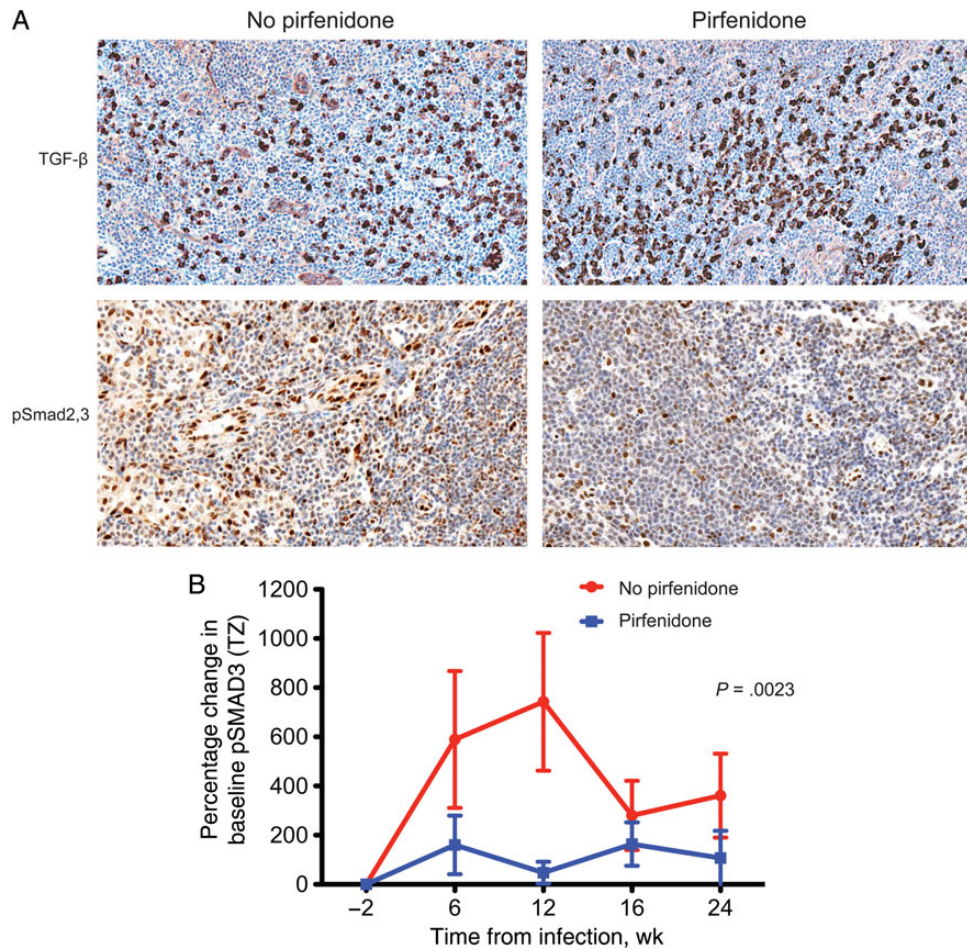 A
No pirfenidone
Pirfenidone
TGF-β
pSmad2,3
B
Percentage change in
baseline pSMAD3 (TZ)
1200
1000
800
600
400
200
0
No pirfenidone
Pirfenidone
P = .0023
–2
6
12
16
24
Time from infection, wk